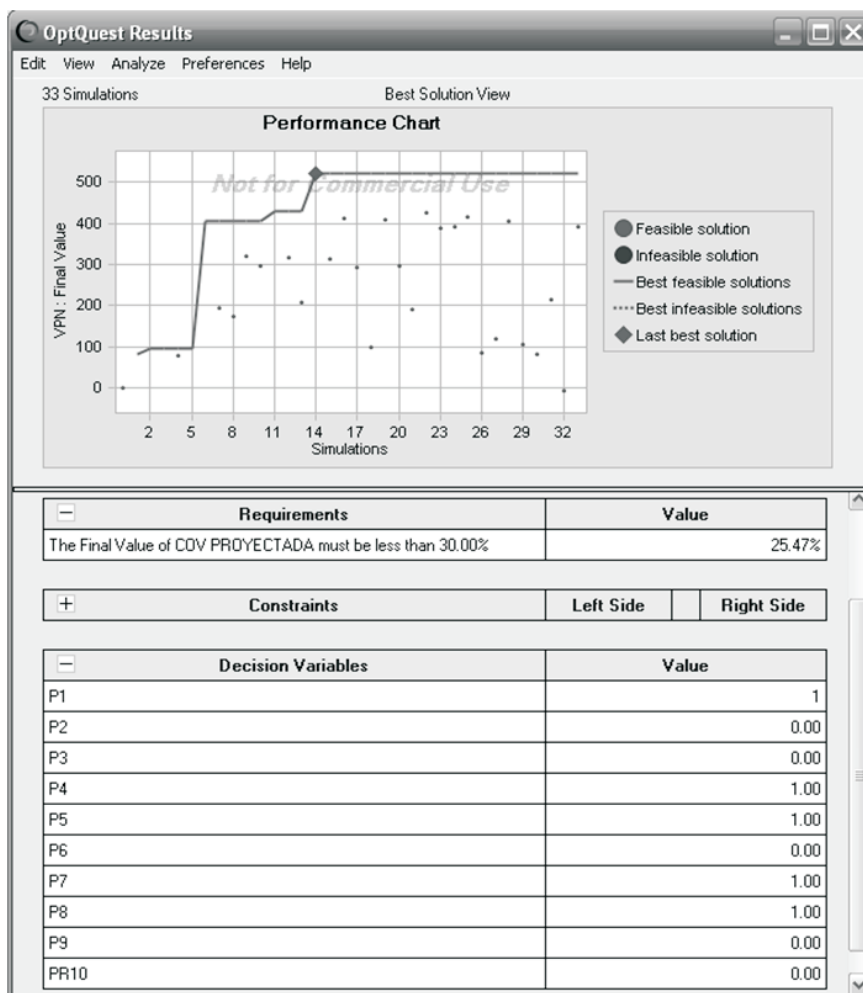 OptQuest Results
Edit View Analyze Preferences Help
33 Simulations Best Solution View
Performance Chart
Not for Commercial Use
500
400
300
200
100
0
VPN : Final Value
2 5 8 11 14 17 20 23 26 29 32
Simulations
Feasible solution
Infeasible solution
Best feasible solutions
Best infeasible solutions
Last best solution
Requirements Value
The Final Value of COV PROYECTADA must be less than 30.00% 25.47%
Constraints Left Side Right Side
Decision Variables Value
P1 1
P2 0.00
P3 0.00
P4 1.00
P5 1.00
P6 0.00
P7 1.00
P8 1.00
P9 0.00
PR10 0.00